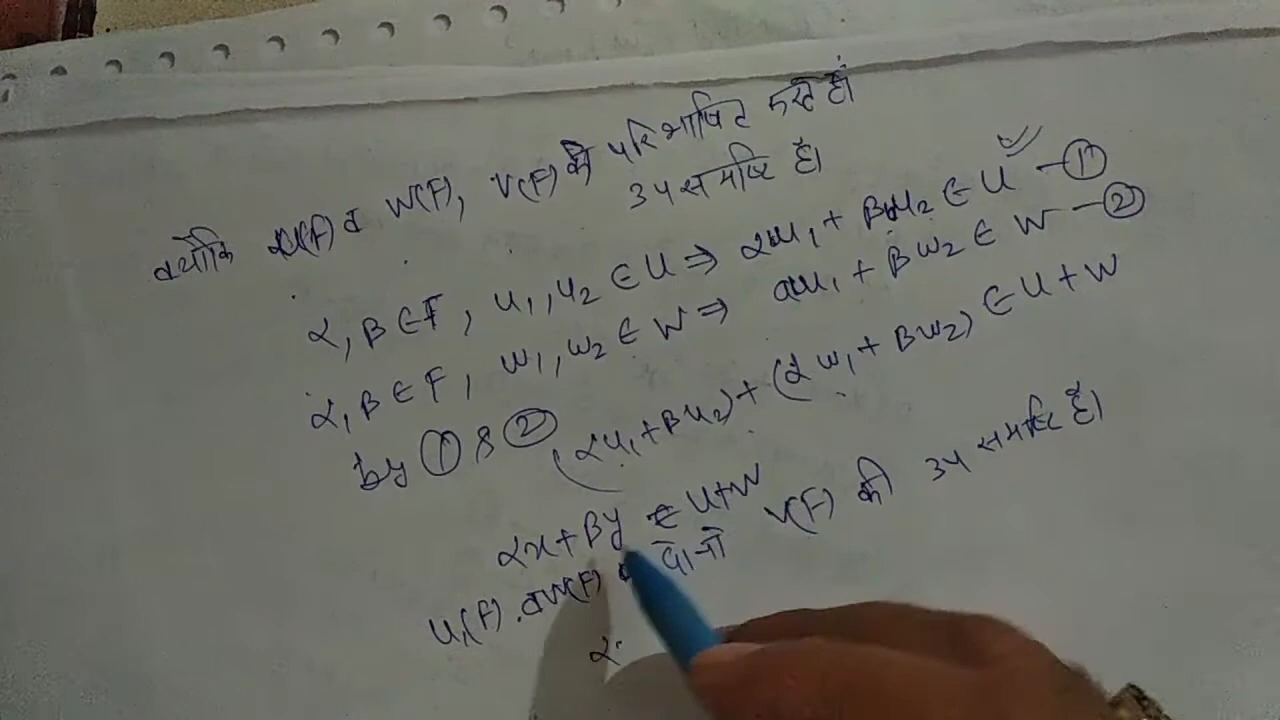 क्योंकि U(F) व W(F), V(F) की परिभाषित करते हैं।
उपसमष्टि है।
α, β ∈ F, u₁, u₂ ∈ U ⇒ αu₁ + βu₂ ∈ U — ①
α, β ∈ F, w₁, w₂ ∈ W ⇒ αw₁ + βw₂ ∈ W — ②
by ① & ② (αu₁ + βu₂) + (αw₁ + βw₂) ∈ U + W
αx + βy ∈ U+W
U(F). व W(F) दोनो V(F) की उपसमष्टि है।
α